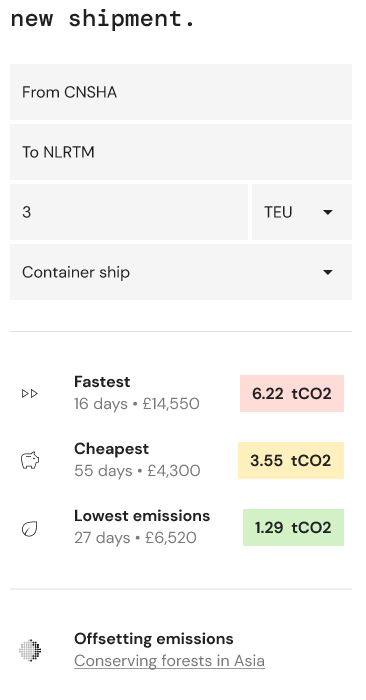 new shipment.
From CNSHA
To NLRTM
3
TEU
Container ship
Fastest
16 days • £14,550
6.22 tCO2
Cheapest
55 days • £4,300
3.55 tCO2
Lowest emissions
27 days • £6,520
1.29 tCO2
Offsetting emissions
Conserving forests in Asia